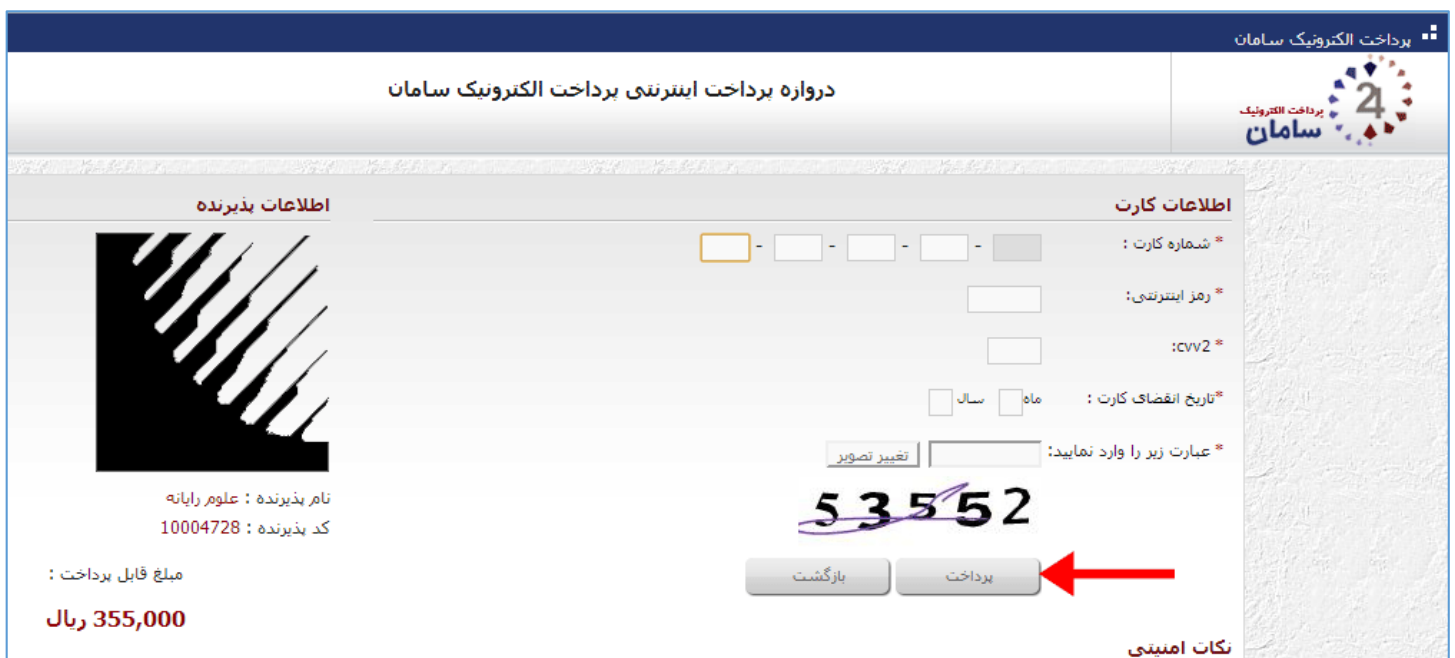 پرداخت الکترونیک سامان
24
پرداخت الکترونیک
سامان
دروازه پرداخت اینترنتی پرداخت الکترونیک سامان
اطلاعات کارت
* شماره کارت :
- - - -
* رمز اینترنتی:
* cvv2:
*تاریخ انقضای کارت : ماه سال
* عبارت زیر را وارد نمایید: تغییر تصویر
53552
پرداخت بازگشت
نکات امنیتی
اطلاعات پذیرنده
نام پذیرنده : علوم رایانه
کد پذیرنده : 10004728
مبلغ قابل پرداخت :
355,000 ریال